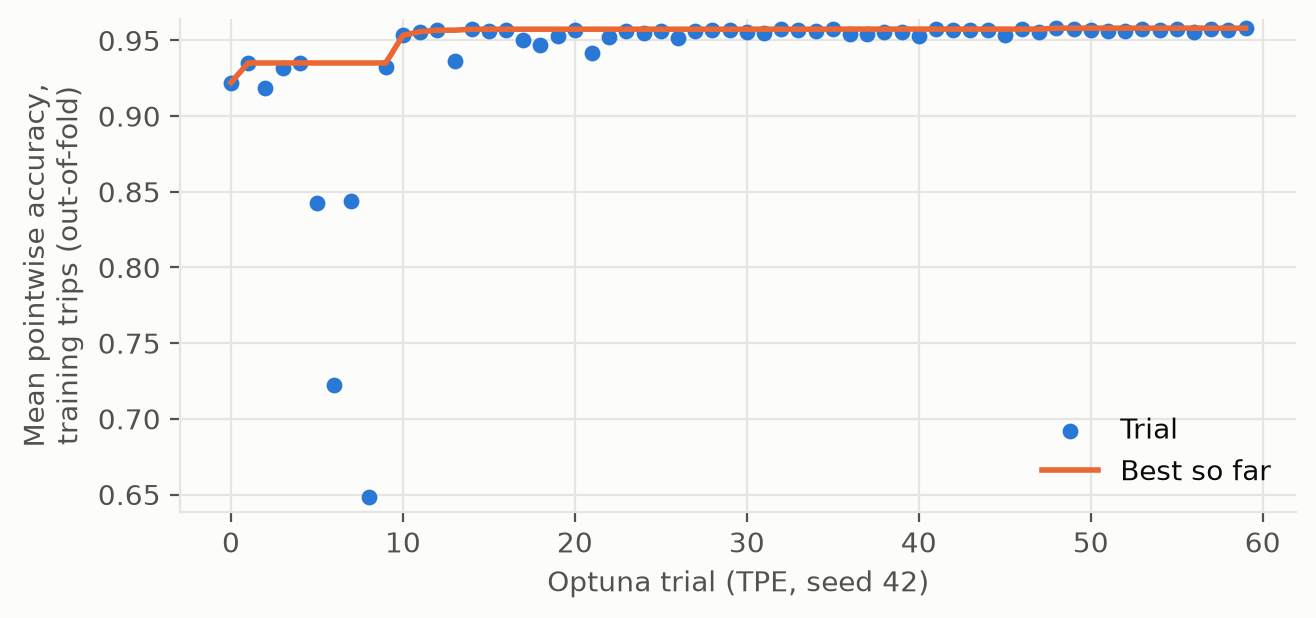 Mean pointwise accuracy,
training trips (out-of-fold)
0.95
0.90
0.85
0.80
0.75
0.70
0.65
0 10 20 30 40 50 60
Optuna trial (TPE, seed 42)
Trial
Best so far